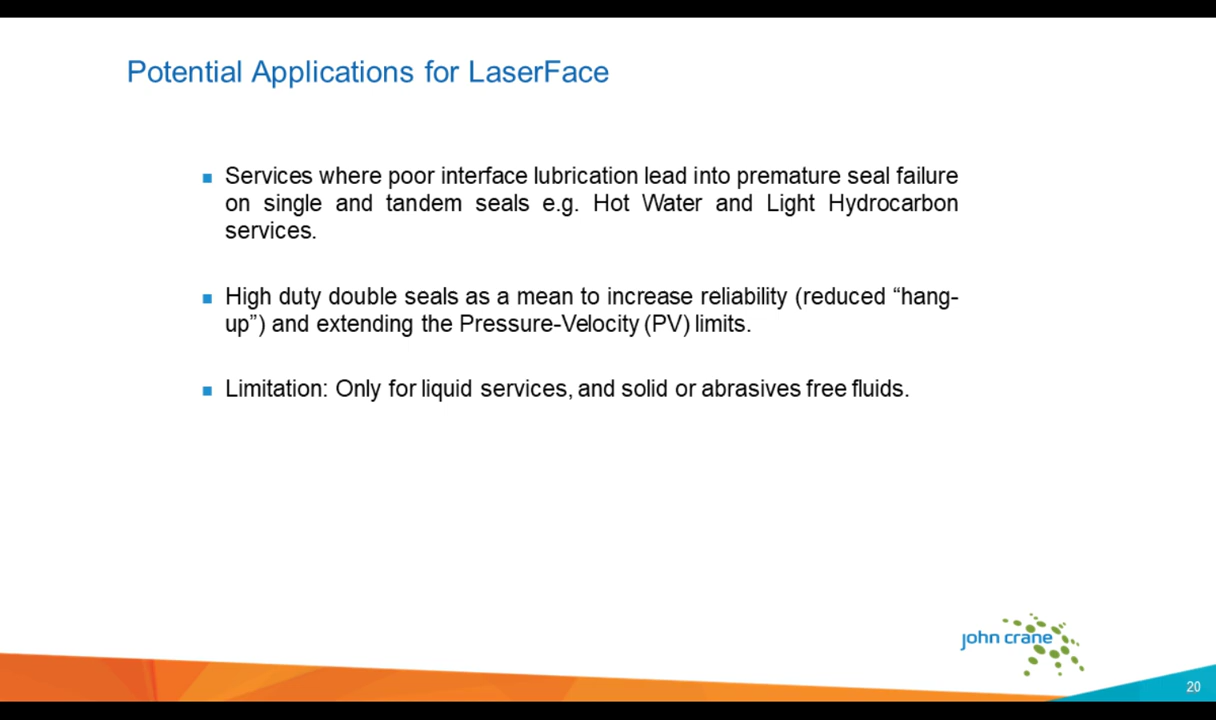 Potential Applications for LaserFace
Services where poor interface lubrication lead into premature seal failure
on single and tandem seals e.g. Hot Water and Light Hydrocarbon
services.
High duty double seals as a mean to increase reliability (reduced “hang-
up”) and extending the Pressure-Velocity (PV) limits.
Limitation: Only for liquid services, and solid or abrasives free fluids.
john crane
20